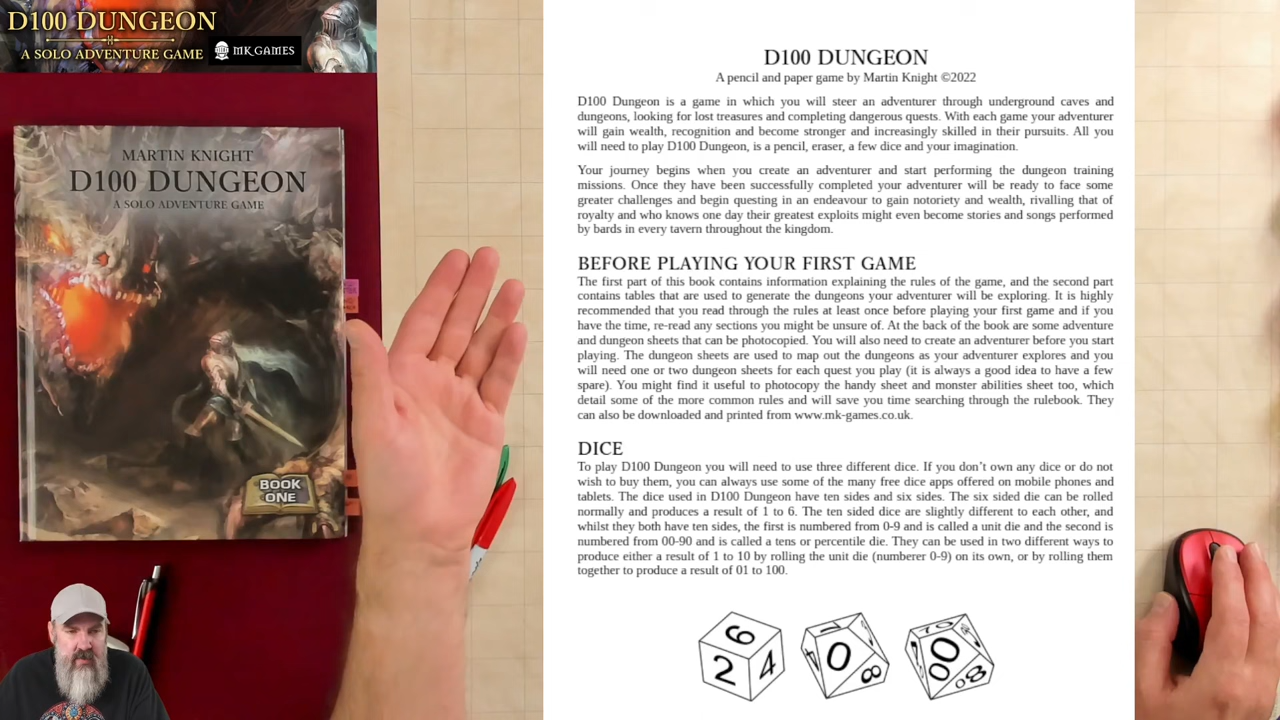 D100 DUNGEON
A SOLO ADVENTURE GAME
MK GAMES
MARTIN KNIGHT
D100 DUNGEON
A SOLO ADVENTURE GAME
BOOK
ONE
D100 DUNGEON
A pencil and paper game by Martin Knight ©2022
D100 Dungeon is a game in which you will steer an adventurer through underground caves and
dungeons, looking for lost treasures and completing dangerous quests. With each game your adventurer
will gain wealth, recognition and become stronger and increasingly skilled in their pursuits. All you
will need to play D100 Dungeon, is a pencil, eraser, a few dice and your imagination.
Your journey begins when you create an adventurer and start performing the dungeon training
missions. Once they have been successfully completed your adventurer will be ready to face some
greater challenges and begin questing in an endeavour to gain notoriety and wealth, rivalling that of
royalty and who knows one day their greatest exploits might even become stories and songs performed
by bards in every tavern throughout the kingdom.
BEFORE PLAYING YOUR FIRST GAME
The first part of this book contains information explaining the rules of the game, and the second part
contains tables that are used to generate the dungeons your adventurer will be exploring. It is highly
recommended that you read through the rules at least once before playing your first game and if you
have the time, re-read any sections you might be unsure of. At the back of the book are some adventure
and dungeon sheets that can be photocopied. You will also need to create an adventurer before you start
playing. The dungeon sheets are used to map out the dungeons as your adventurer explores and you
will need one or two dungeon sheets for each quest you play (it is always a good idea to have a few
spare). You might find it useful to photocopy the handy sheet and monster abilities sheet too, which
detail some of the more common rules and will save you time searching through the rulebook. They
can also be downloaded and printed from www.mk-games.co.uk.
DICE
To play D100 Dungeon you will need to use three different dice. If you don't own any dice or do not
wish to buy them, you can always use some of the many free dice apps offered on mobile phones and
tablets. The dice used in D100 Dungeon have ten sides and six sides. The six sided die can be rolled
normally and produces a result of 1 to 6. The ten sided dice are slightly different to each other, and
whilst they both have ten sides, the first is numbered from 0-9 and is called a unit die and the second is
numbered from 00-90 and is called a tens or percentile die. They can be used in two different ways to
produce either a result of 1 to 10 by rolling the unit die (numberer 0-9) on its own, or by rolling them
together to produce a result of 01 to 100.
6
2 4
1
4 0 8
70
00 80